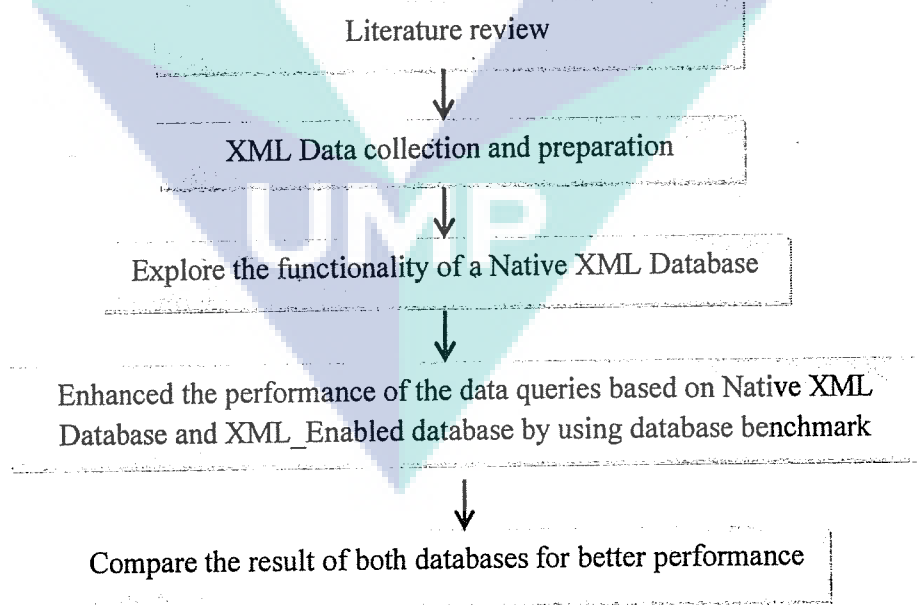 Literature review
XML Data collection and preparation
UMP
Explore the functionality of a Native XML Database
Enhanced the performance of the data queries based on Native XML
Database and XML_Enabled database by using database benchmark
Compare the result of both databases for better performance